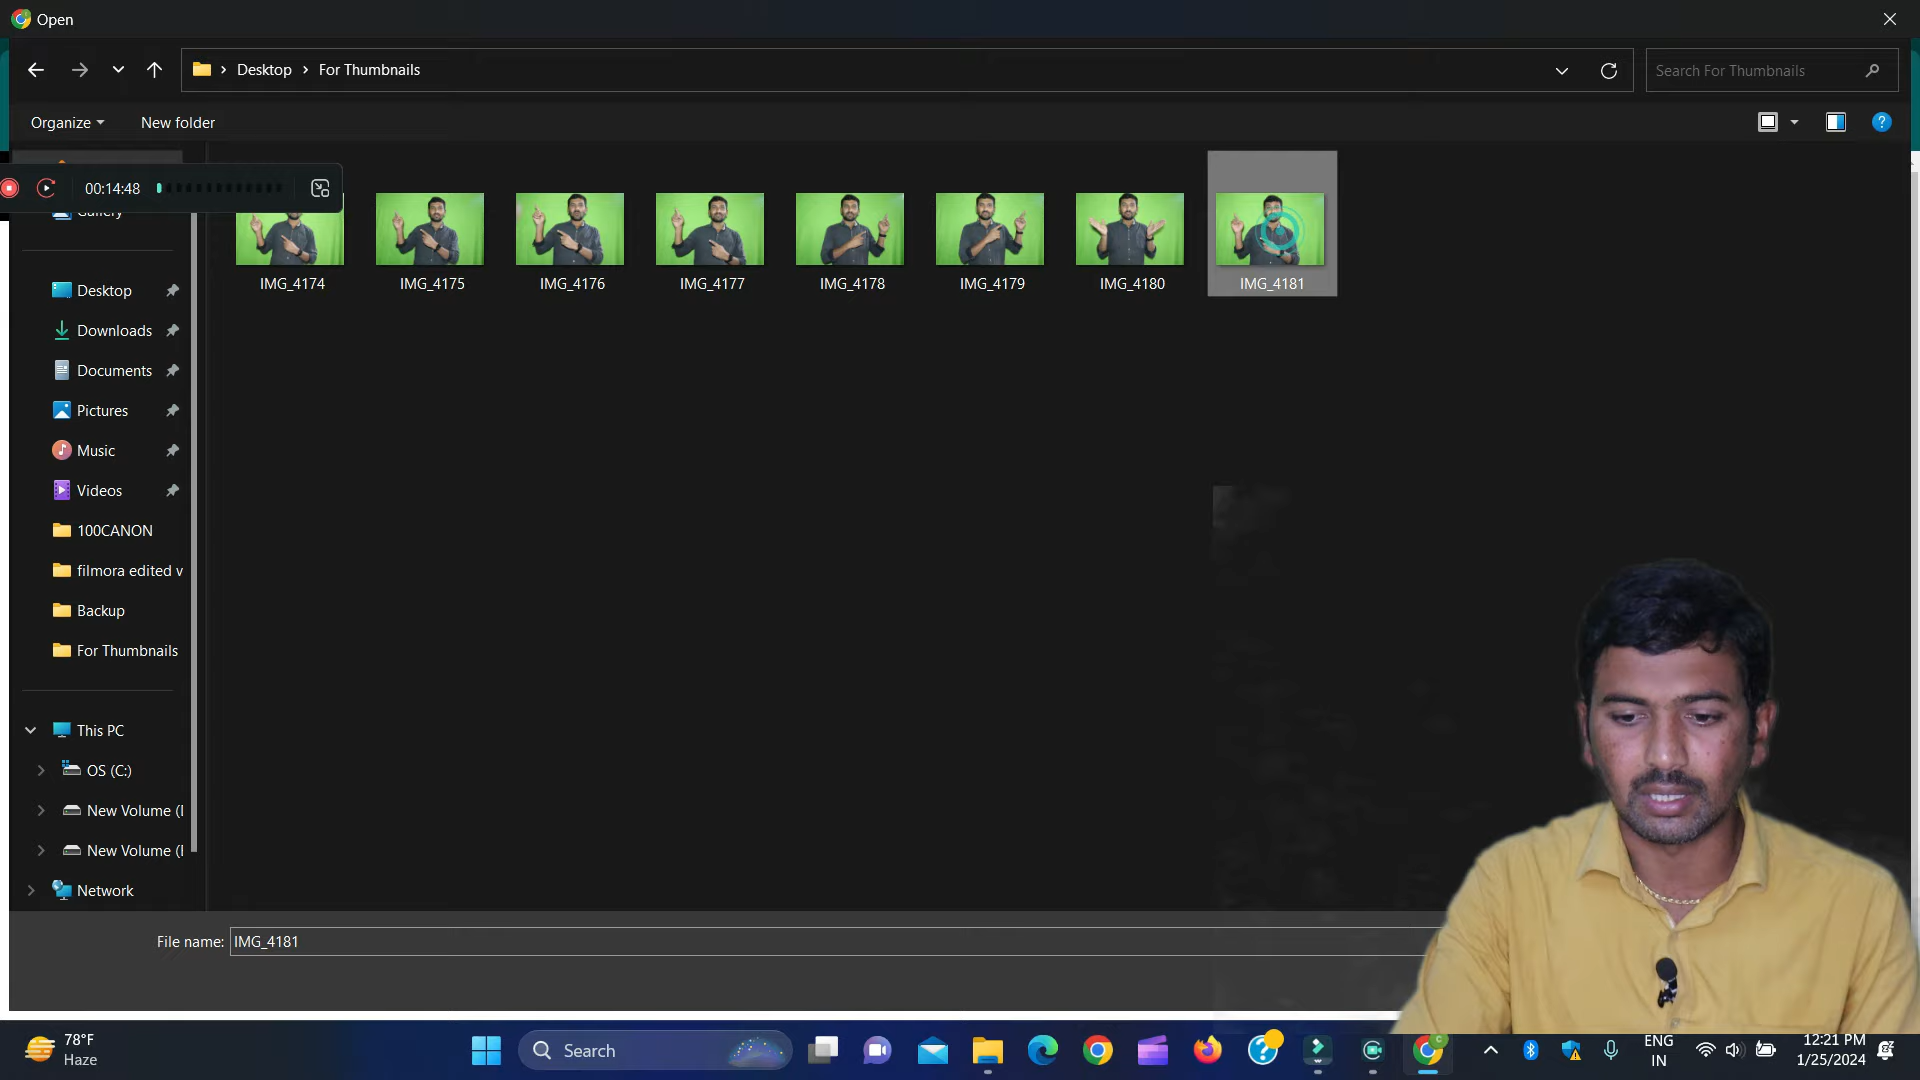 Open
Desktop
For Thumbnails
Search For Thumbnails
Organize
New folder
00:14:48
Gallery
IMG_4174
IMG_4175
IMG_4176
IMG_4177
IMG_4178
IMG_4179
IMG_4180
IMG_4181
Desktop
Downloads
Documents
Pictures
Music
Videos
100CANON
filmora edited v
Backup
For Thumbnails
This PC
OS (C:)
New Volume (
New Volume (
Network
File name: IMG_4181
78°F
Haze
Search
ENG
IN
12:21 PM
1/25/2024